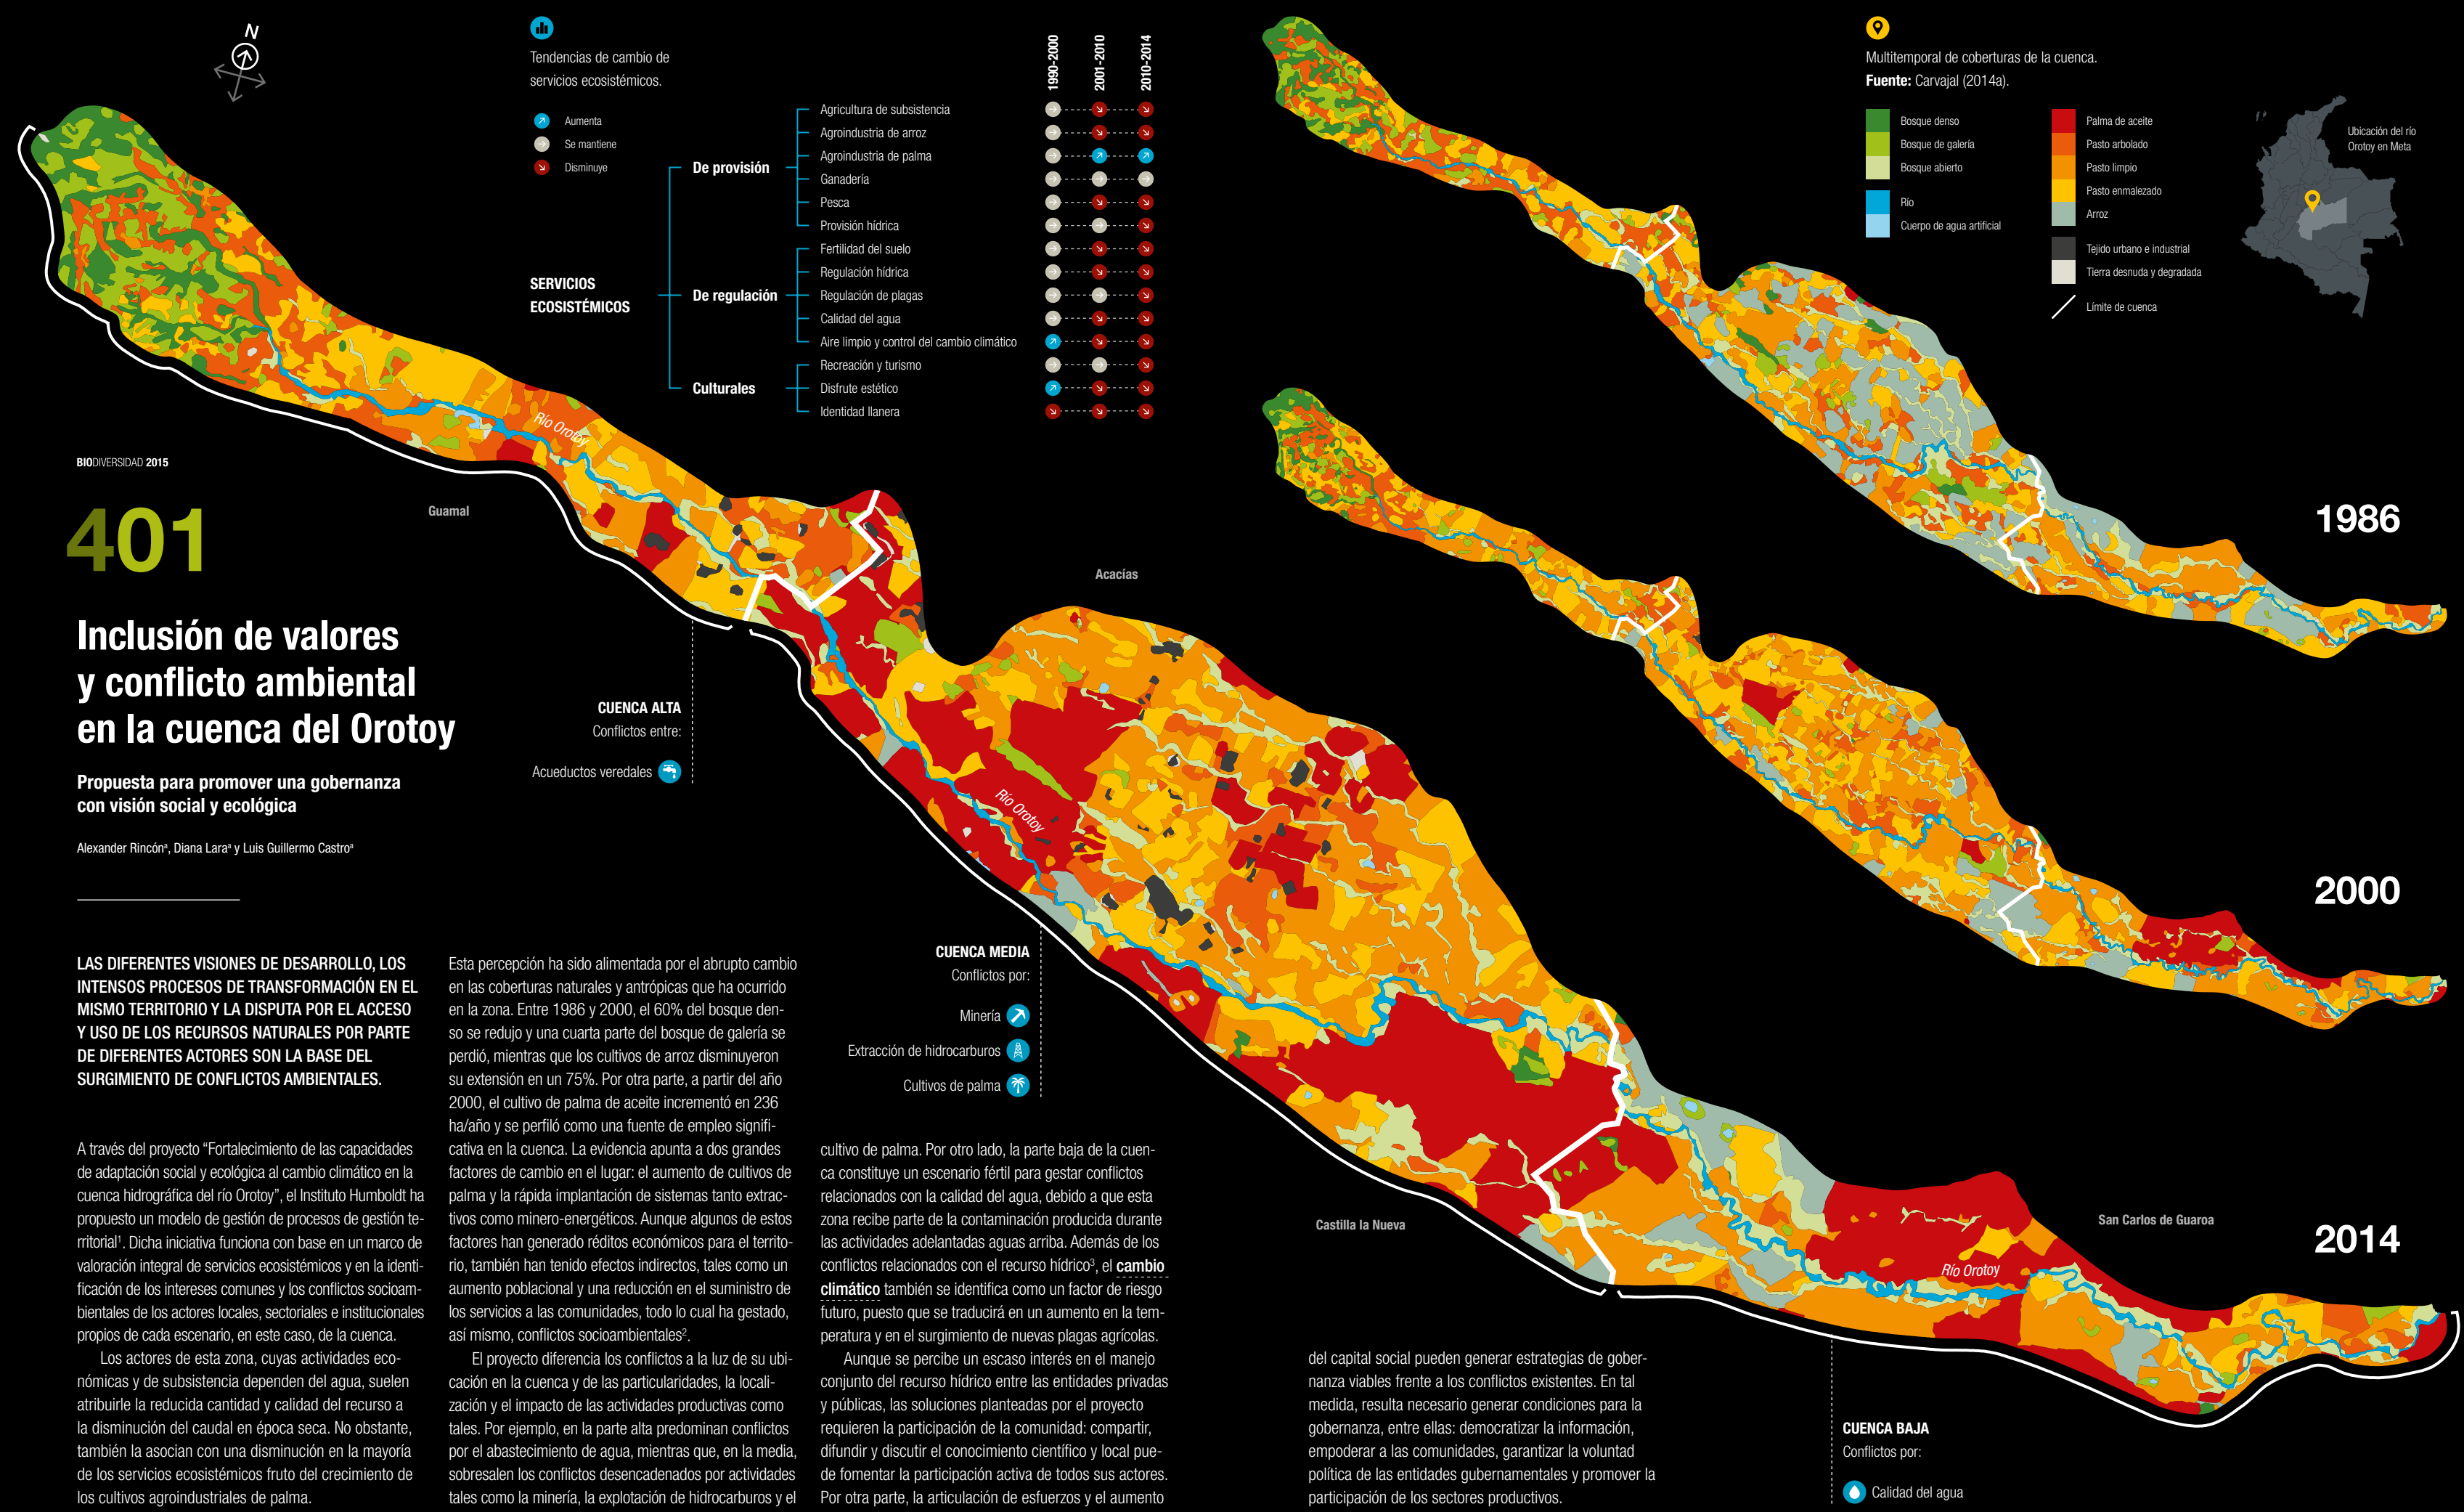 N
Tendencias de cambio de
servicios ecosistémicos.
Aumenta
Se mantiene
Disminuye
1990-2000
2001-2010
2010-2014
SERVICIOS
ECOSISTÉMICOS
De provisión
Agricultura de subsistencia
Agroindustria de arroz
Agroindustria de palma
Ganadería
Pesca
Provisión hídrica
De regulación
Fertilidad del suelo
Regulación hídrica
Regulación de plagas
Calidad del agua
Aire limpio y control del cambio climático
Culturales
Recreación y turismo
Disfrute estético
Identidad llanera
Multitemporal de coberturas de la cuenca.
Fuente: Carvajal (2014a).
Bosque denso
Bosque de galería
Bosque abierto
Río
Cuerpo de agua artificial
Palma de aceite
Pasto arbolado
Pasto limpio
Pasto enmalezado
Arroz
Tejido urbano e industrial
Tierra desnuda y degradada
Límite de cuenca
Ubicación del río
Orotoy en Meta
1986
2000
2014
Río Orotoy
Guamal
Acacías
Río Orotoy
Castilla la Nueva
San Carlos de Guaroa
Río Orotoy
CUENCA ALTA
Conflictos entre:
Acueductos veredales
CUENCA MEDIA
Conflictos por:
Minería
Extracción de hidrocarburos
Cultivos de palma
CUENCA BAJA
Conflictos por:
Calidad del agua
BIODIVERSIDAD 2015
401
Inclusión de valores
y conflicto ambiental
en la cuenca del Orotoy
Propuesta para promover una gobernanza
con visión social y ecológica
Alexander Rincónª, Diana Laraª y Luis Guillermo Castroª
LAS DIFERENTES VISIONES DE DESARROLLO, LOS
INTENSOS PROCESOS DE TRANSFORMACIÓN EN EL
MISMO TERRITORIO Y LA DISPUTA POR EL ACCESO
Y USO DE LOS RECURSOS NATURALES POR PARTE
DE DIFERENTES ACTORES SON LA BASE DEL
SURGIMIENTO DE CONFLICTOS AMBIENTALES.
A través del proyecto “Fortalecimiento de las capacidades
de adaptación social y ecológica al cambio climático en la
cuenca hidrográfica del río Orotoy”, el Instituto Humboldt ha
propuesto un modelo de gestión de procesos de gestión te-
rritorial¹. Dicha iniciativa funciona con base en un marco de
valoración integral de servicios ecosistémicos y en la identi-
ficación de los intereses comunes y los conflictos socioam-
bientales de los actores locales, sectoriales e institucionales
propios de cada escenario, en este caso, de la cuenca.
Los actores de esta zona, cuyas actividades eco-
nómicas y de subsistencia dependen del agua, suelen
atribuirle la reducida cantidad y calidad del recurso a
la disminución del caudal en época seca. No obstante,
también la asocian con una disminución en la mayoría
de los servicios ecosistémicos fruto del crecimiento de
los cultivos agroindustriales de palma.
Esta percepción ha sido alimentada por el abrupto cambio
en las coberturas naturales y antrópicas que ha ocurrido
en la zona. Entre 1986 y 2000, el 60% del bosque den-
so se redujo y una cuarta parte del bosque de galería se
perdió, mientras que los cultivos de arroz disminuyeron
su extensión en un 75%. Por otra parte, a partir del año
2000, el cultivo de palma de aceite incrementó en 236
ha/año y se perfiló como una fuente de empleo signifi-
cativa en la cuenca. La evidencia apunta a dos grandes
factores de cambio en el lugar: el aumento de cultivos de
palma y la rápida implantación de sistemas tanto extrac-
tivos como minero-energéticos. Aunque algunos de estos
factores han generado réditos económicos para el territo-
rio, también han tenido efectos indirectos, tales como un
aumento poblacional y una reducción en el suministro de
los servicios a las comunidades, todo lo cual ha gestado,
así mismo, conflictos socioambientales².
El proyecto diferencia los conflictos a la luz de su ubi-
cación en la cuenca y de las particularidades, la locali-
zación y el impacto de las actividades productivas como
tales. Por ejemplo, en la parte alta predominan conflictos
por el abastecimiento de agua, mientras que, en la media,
sobresalen los conflictos desencadenados por actividades
tales como la minería, la explotación de hidrocarburos y el
cultivo de palma. Por otro lado, la parte baja de la cuen-
ca constituye un escenario fértil para gestar conflictos
relacionados con la calidad del agua, debido a que esta
zona recibe parte de la contaminación producida durante
las actividades adelantadas aguas arriba. Además de los
conflictos relacionados con el recurso hídrico³, el cambio
climático también se identifica como un factor de riesgo
futuro, puesto que se traducirá en un aumento en la tem-
peratura y en el surgimiento de nuevas plagas agrícolas.
Aunque se percibe un escaso interés en el manejo
conjunto del recurso hídrico entre las entidades privadas
y públicas, las soluciones planteadas por el proyecto
requieren la participación de la comunidad: compartir,
difundir y discutir el conocimiento científico y local pue-
de fomentar la participación activa de todos sus actores.
Por otra parte, la articulación de esfuerzos y el aumento
del capital social pueden generar estrategias de gober-
nanza viables frente a los conflictos existentes. En tal
medida, resulta necesario generar condiciones para la
gobernanza, entre ellas: democratizar la información,
empoderar a las comunidades, garantizar la voluntad
política de las entidades gubernamentales y promover la
participación de los sectores productivos.